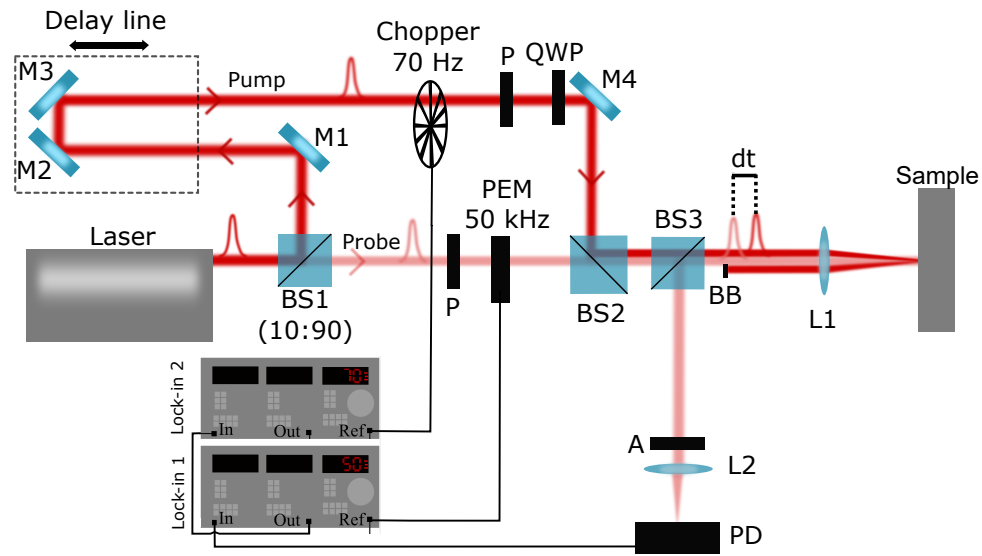 Delay line
M3
Pump
Chopper
70 Hz
P
QWP
M4
M2
M1
dt
Sample
Laser
Probe
PEM
50 kHz
BS3
BS1
(10:90)
P
BS2
BB
L1
Lock-in 2
70
In
Out
Ref
Lock-in 1
50
In
Out
Ref
A
L2
PD